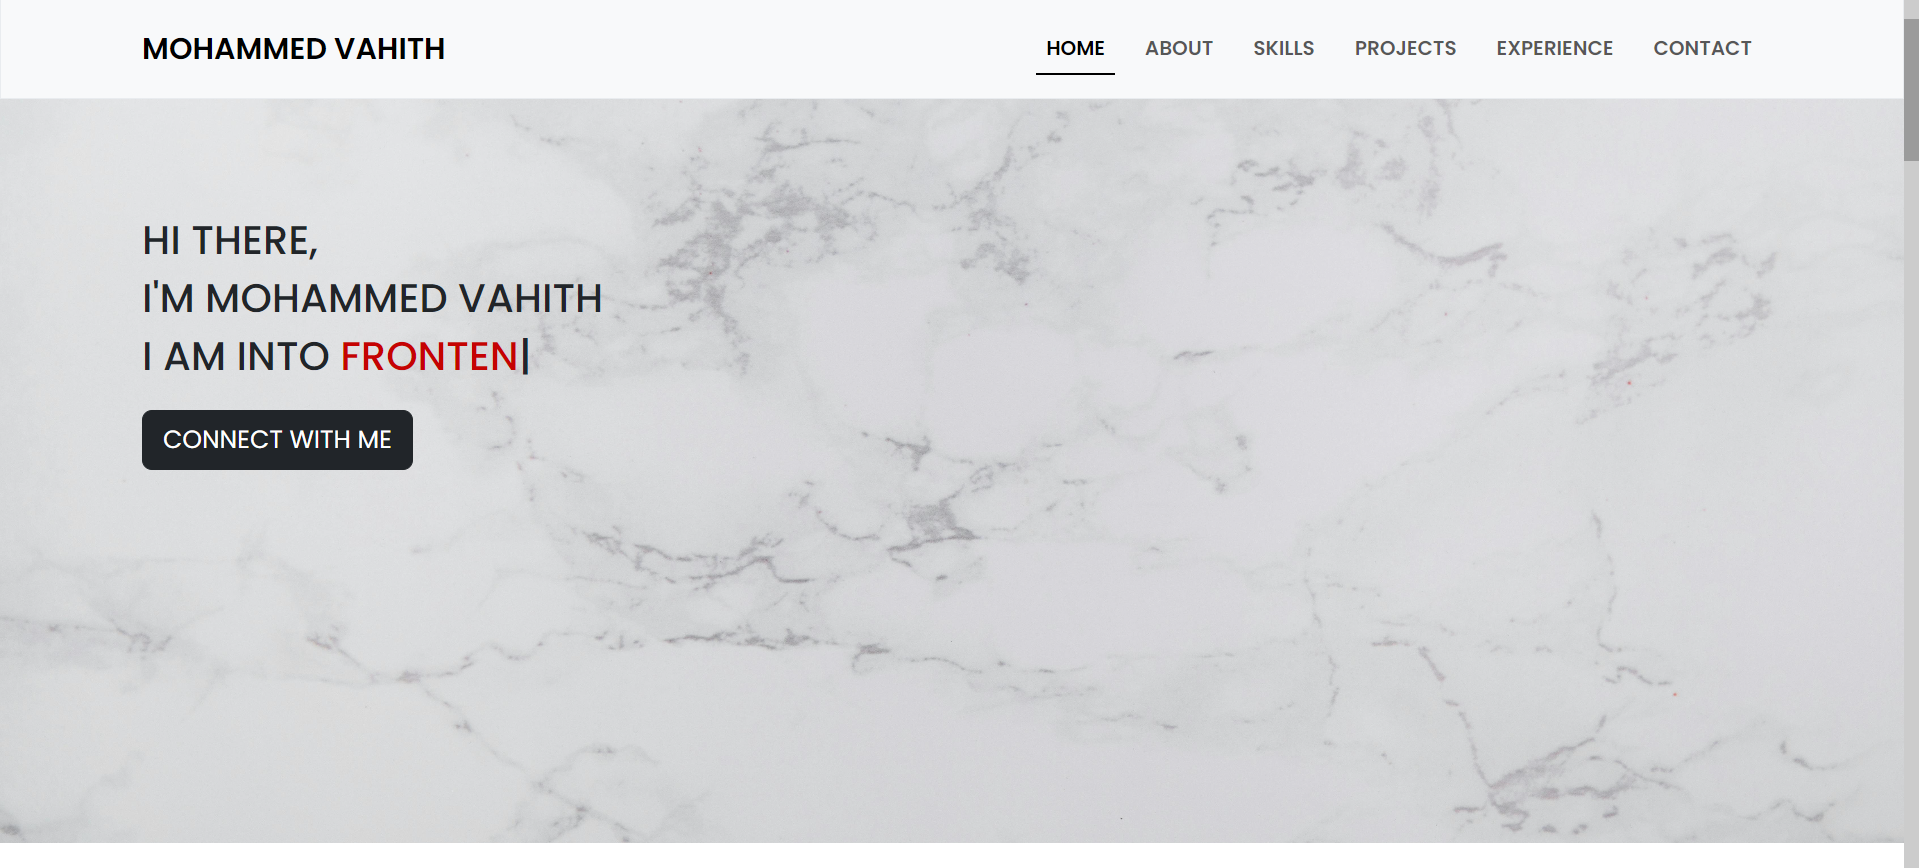 MOHAMMED VAHITH
HOME ABOUT SKILLS PROJECTS EXPERIENCE CONTACT
HI THERE,
I'M MOHAMMED VAHITH
I AM INTO FRONTEN|
CONNECT WITH ME